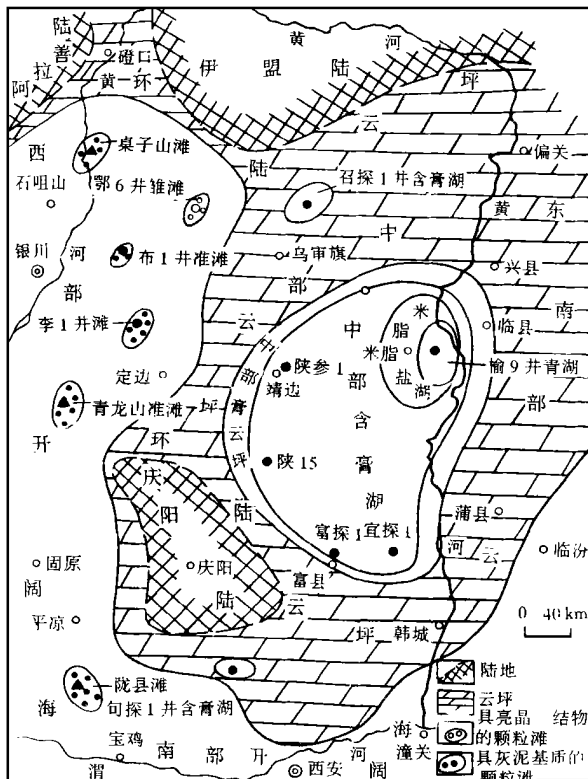 阿拉善陆
磴口
黄
河
伊盟陆
环
陆
云
坪
西
部
开
阔
海
桌子山滩
石咀山
鄂6井雏滩
银川
河
布1井准滩
李1井滩
定边
青龙山准滩
召探1井含膏湖
乌审旗
中
部
偏关
黄
东
南
部
云
坪
兴县
临县
米脂盐湖
米脂
榆9井青湖
中部含膏湖
中部膏云坪
陕参1
靖边
陕15
富探1
宜探1
富县
环
陆
云
坪
庆阳陆
庆阳
蒲县
河
临汾
韩城
固原
平凉
陇县滩
旬探1井含膏湖
宝鸡
渭
河
南部开阔海
西安
潼关
0 40 km
陆地
云坪
具亮晶 结物的颗粒滩
具灰泥基质的颗粒滩